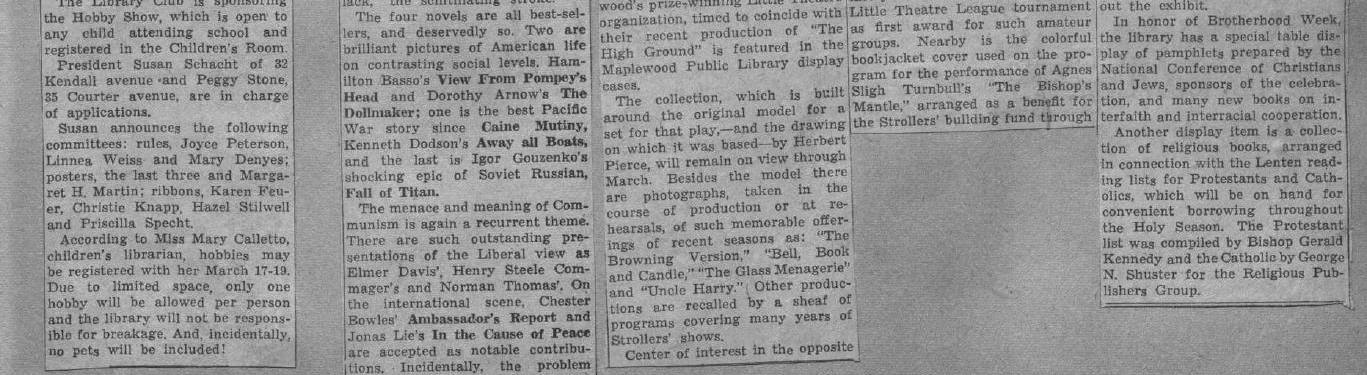 The Library Club is sponsoring
the Hobby Show, which is open to
any child attending school and
registered in the Children's Room.
President Susan Schacht of 32
Kendall avenue and Peggy Stone,
35 Courter avenue, are in charge
of applications.
Susan announces the following
committees: rules, Joyce Peterson,
Linnea Weiss and Mary Denyes;
posters, the last three and Marga-
ret H. Martin; ribbons, Karen Feu-
er, Christie Knapp, Hazel Stilwell
and Priscilla Specht.
According to Miss Mary Calletto,
children's librarian, hobbies may
be registered with her March 17-19.
Due to limited space, only one
hobby will be allowed per person
and the library will not be respons-
ible for breakage. And, incidentally,
no pets will be included!
lack, the scintillating stroke.
The four novels are all best-sel-
lers, and deservedly so. Two are
brilliant pictures of American life
on contrasting social levels. Ham-
ilton Basso's View From Pompey's
Head and Dorothy Arnow's The
Dollmaker; one is the best Pacific
War story since Caine Mutiny,
Kenneth Dodson's Away all Boats,
and the last is Igor Gouzenko's
shocking epic of Soviet Russian,
Fall of Titan.
The menace and meaning of Com-
munism is again a recurrent theme.
There are such outstanding pre-
sentations of the Liberal view as
Elmer Davis', Henry Steele Com-
mager's and Norman Thomas'. On
the international scene, Chester
Bowles' Ambassador's Report and
Jonas Lie's In the Cause of Peace
are accepted as notable contribu-
tions. Incidentally, the problem
wood's prize-winning Little Theatre
organization, timed to coincide with
their recent production of "The
High Ground" is featured in the
Maplewood Public Library display
cases.
The collection, which is built
around the original model for a
set for that play,—and the drawing
on which it was based—by Herbert
Pierce, will remain on view through
March. Besides the model there
are photographs, taken in the
course of production or at re-
hearsals, of such memorable offer-
ings of recent seasons as: "The
Browning Version," "Bell, Book
and Candle," "The Glass Menagerie"
and "Uncle Harry." Other produc-
tions are recalled by a sheaf of
programs covering many years of
Strollers' shows.
Center of interest in the opposite
Little Theatre League tournament
as first award for such amateur
groups. Nearby is the colorful
bookjacket cover used on the pro-
gram for the performance of Agnes
Sligh Turnbull's "The Bishop's
Mantle," arranged as a benefit for
the Strollers' building fund through
out the exhibit.
In honor of Brotherhood Week,
the library has a special table dis-
play of pamphlets prepared by the
National Conference of Christians
and Jews, sponsors of the celebra-
tion, and many new books on in-
terfaith and interracial cooperation.
Another display item is a collec-
tion of religious books, arranged
in connection with the Lenten read-
ing lists for Protestants and Cath-
olics, which will be on hand for
convenient borrowing throughout
the Holy Season. The Protestant
list was compiled by Bishop Gerald
Kennedy and the Catholic by George
N. Shuster for the Religious Pub-
lishers Group.